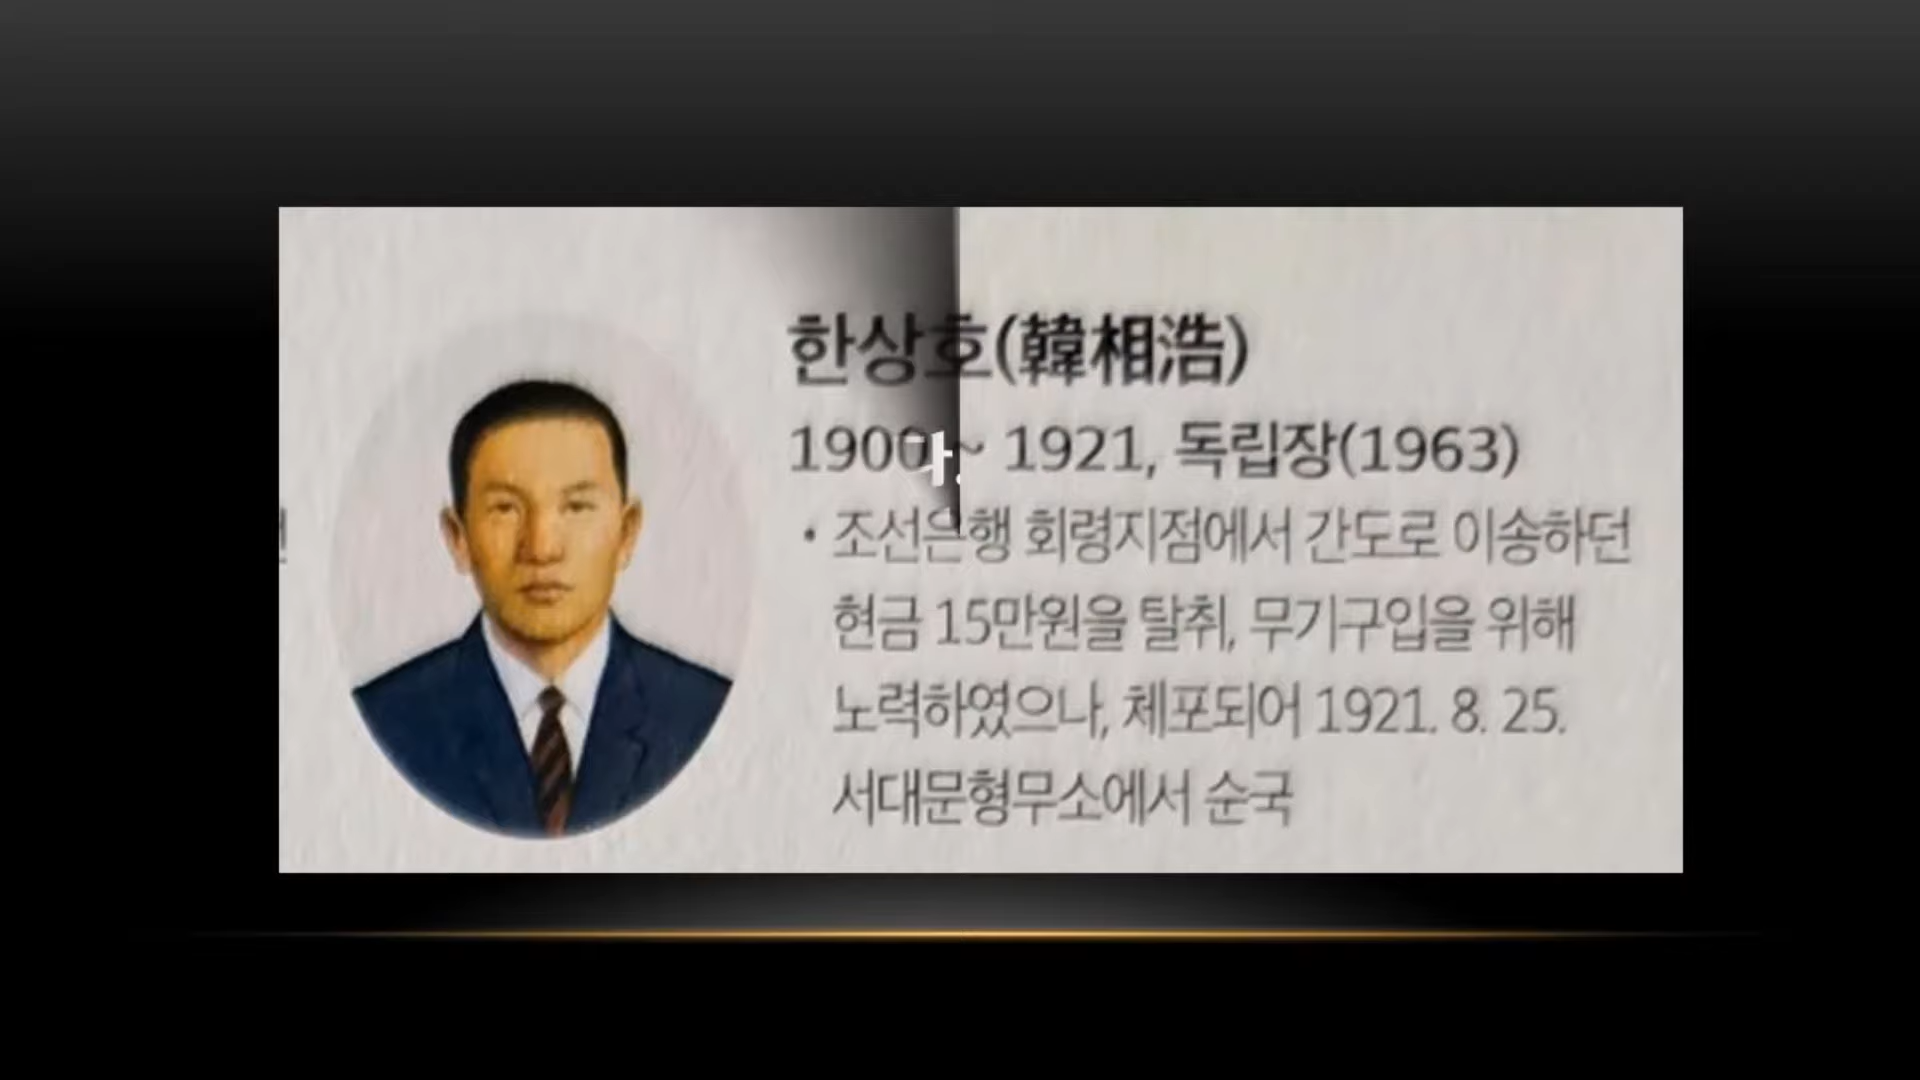 한상호(韓相浩)
1900 ~ 1921, 독립장(1963)
• 조선은행 회령지점에서 간도로 이송하던
현금 15만원을 탈취, 무기구입을 위해
노력하였으나, 체포되어 1921. 8. 25.
서대문형무소에서 순국